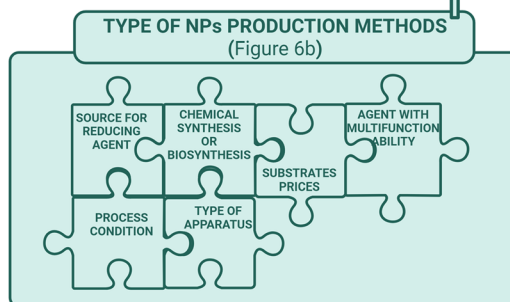 TYPE OF NPs PRODUCTION METHODS
(Figure 6b)
SOURCE FOR
REDUCING
AGENT
CHEMICAL
SYNTHESIS
OR
BIOSYNTHESIS
SUBSTRATES
PRICES
AGENT WITH
MULTIFUNCTION
ABILITY
PROCESS
CONDITION
TYPE OF
APPARATUS